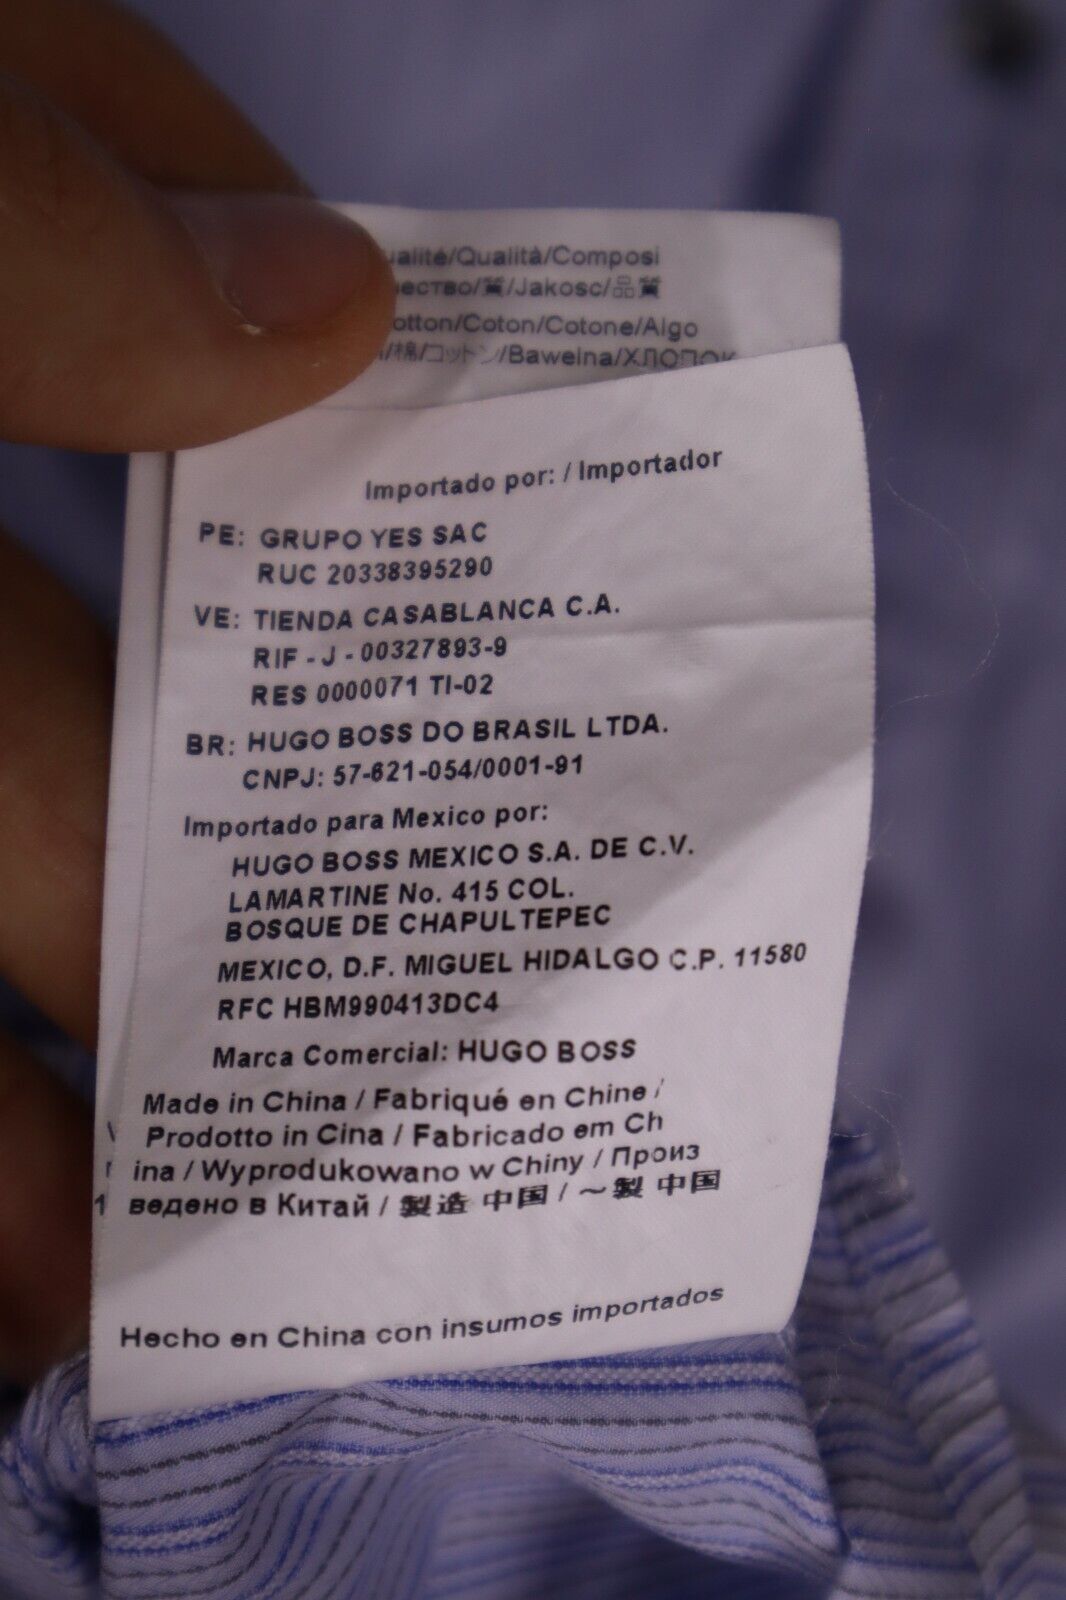 ualité/Qualità/Composi
чество/質/Jakosc/品質
otton/Coton/Cotone/Algo
/棉/コットン/Baweina/ХЛОПОК
Importado por: / Importador
PE: GRUPO YES SAC
RUC 20338395290
VE: TIENDA CASABLANCA C.A.
RIF - J - 00327893-9
RES 0000071 TI-02
BR: HUGO BOSS DO BRASIL LTDA.
CNPJ: 57-621-054/0001-91
Importado para Mexico por:
HUGO BOSS MEXICO S.A. DE C.V.
LAMARTINE No. 415 COL.
BOSQUE DE CHAPULTEPEC
MEXICO, D.F. MIGUEL HIDALGO C.P. 11580
RFC HBM990413DC4
Marca Comercial: HUGO BOSS
Made in China / Fabriqué en Chine /
Prodotto in Cina / Fabricado em Ch
ina / Wyprodukowano w Chiny / Произ
ведено в Китай / 製造 中国 / ～製 中国
Hecho en China con insumos importados